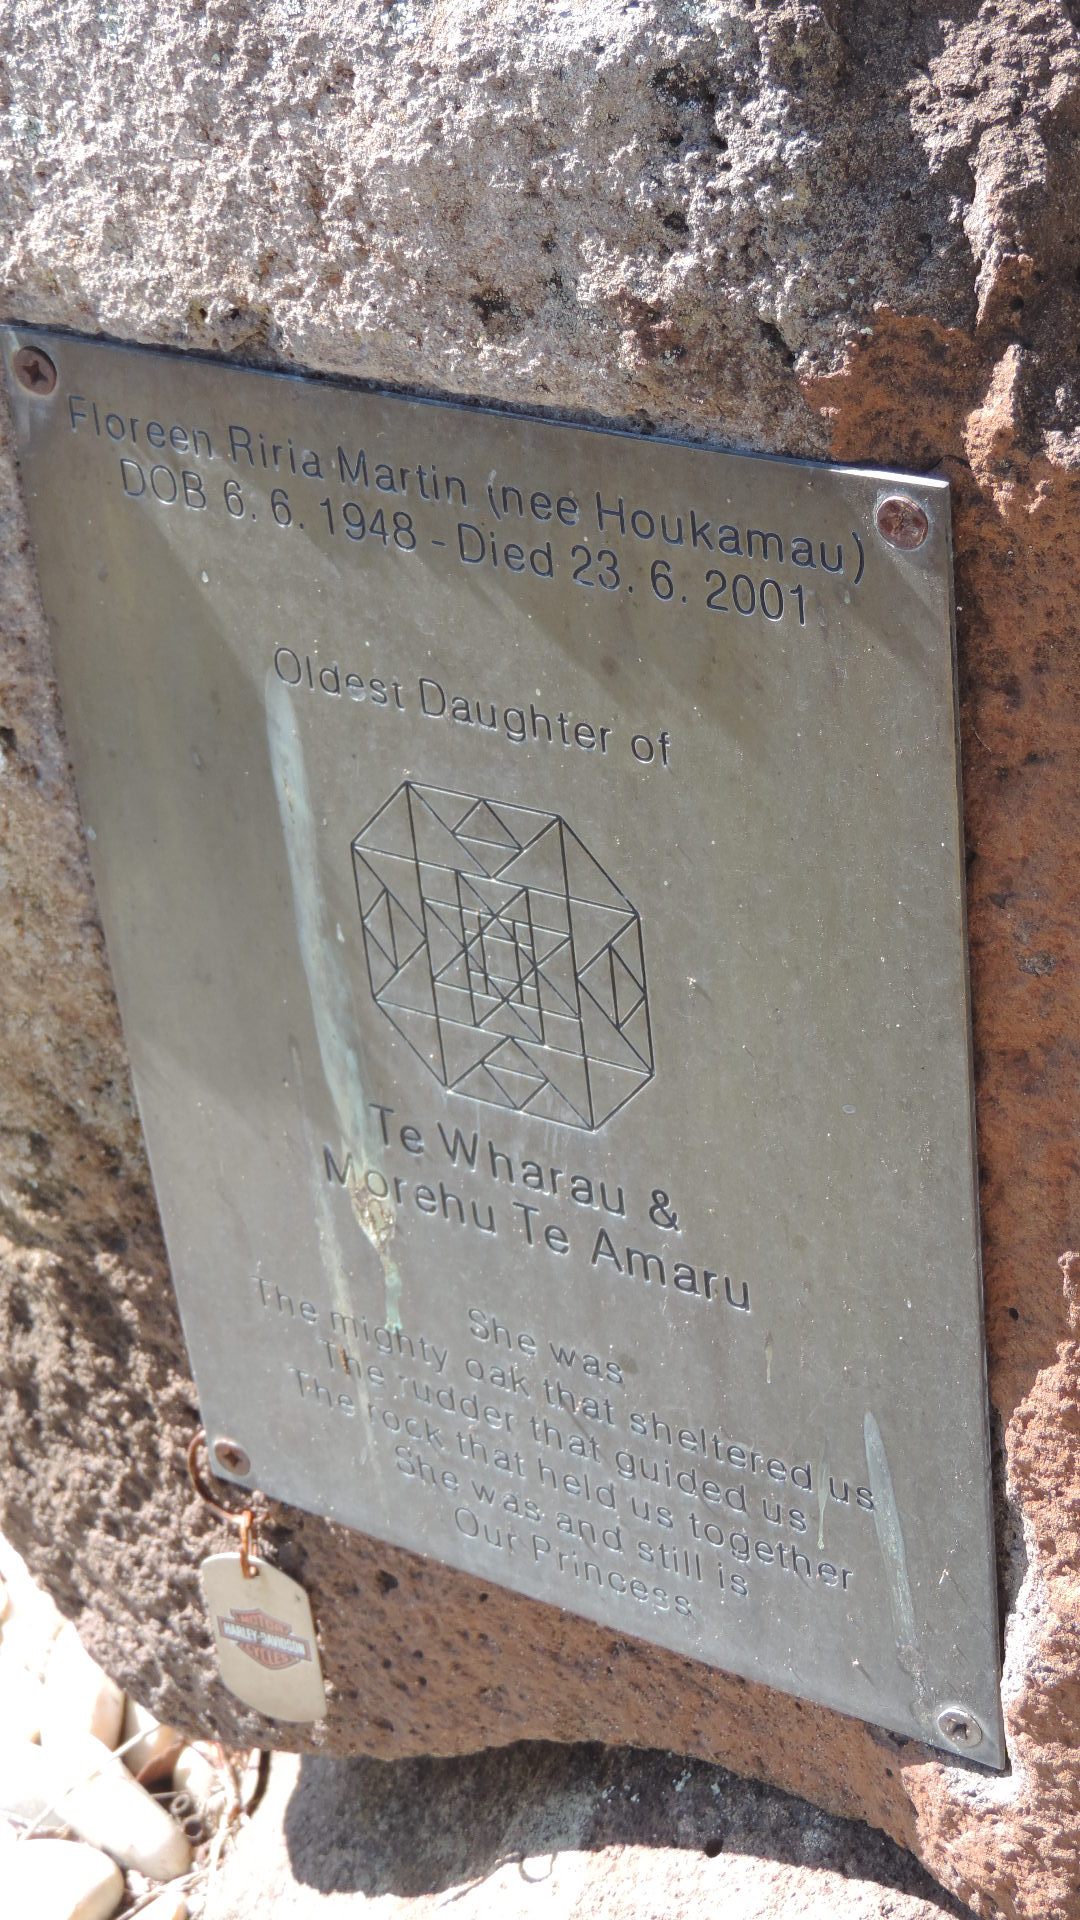 Floreen Riria Martin (nee Houkamau)
DOB 6. 6. 1948 - Died 23. 6. 2001
Oldest Daughter of
Te Wharau &
Morehu Te Amaru
She was
The mighty oak that sheltered us
The rudder that guided us
The rock that held us together
She was and still is
Our Princess
MOTOR
HARLEY-DAVIDSON
CYCLES